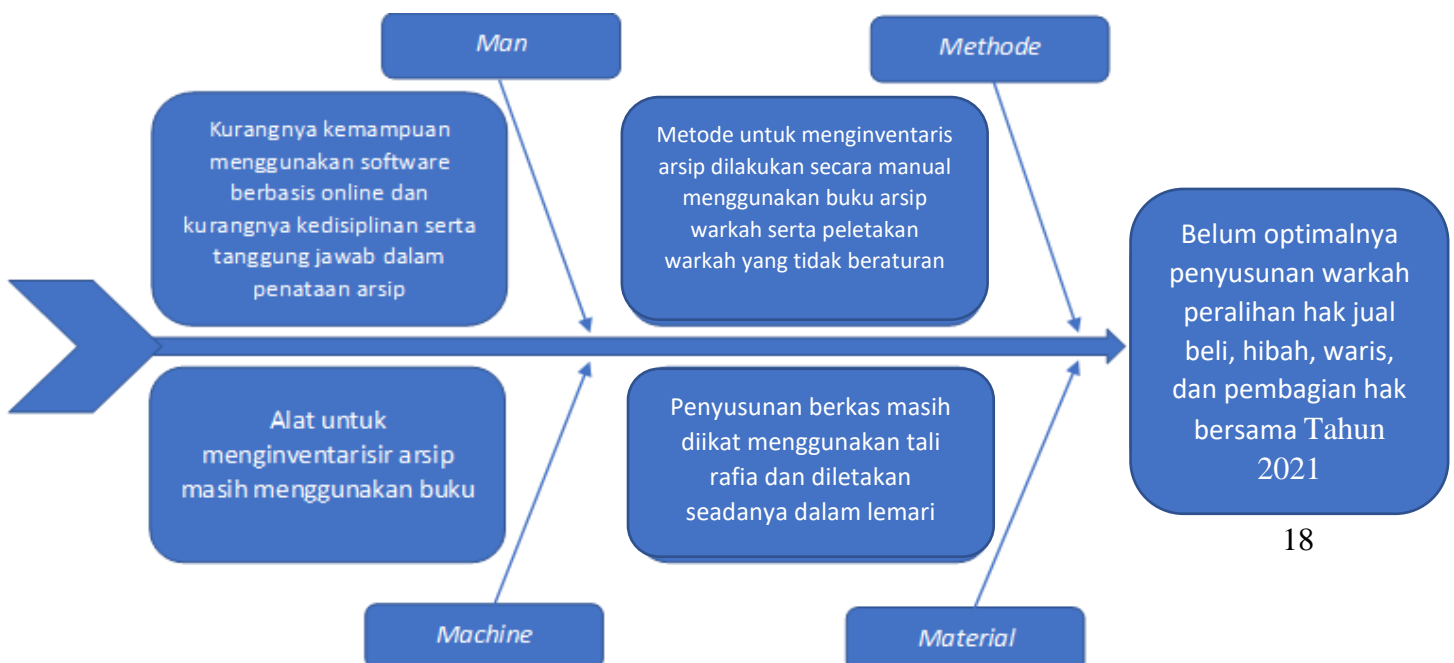 Man
Methode
Kurangnya kemampuan
menggunakan software
berbasis online dan
kurangnya kedisiplinan serta
tanggung jawab dalam
penataan arsip
Metode untuk menginventaris
arsip dilakukan secara manual
menggunakan buku arsip
warkah serta peletakan
warkah yang tidak beraturan
Belum optimalnya
penyusunan warkah
peralihan hak jual
beli, hibah, waris,
dan pembagian hak
bersama Tahun
2021
Alat untuk
menginventarisir arsip
masih menggunakan buku
Penyusunan berkas masih
diikat menggunakan tali
rafia dan diletakan
seadanya dalam lemari
18
Machine
Material